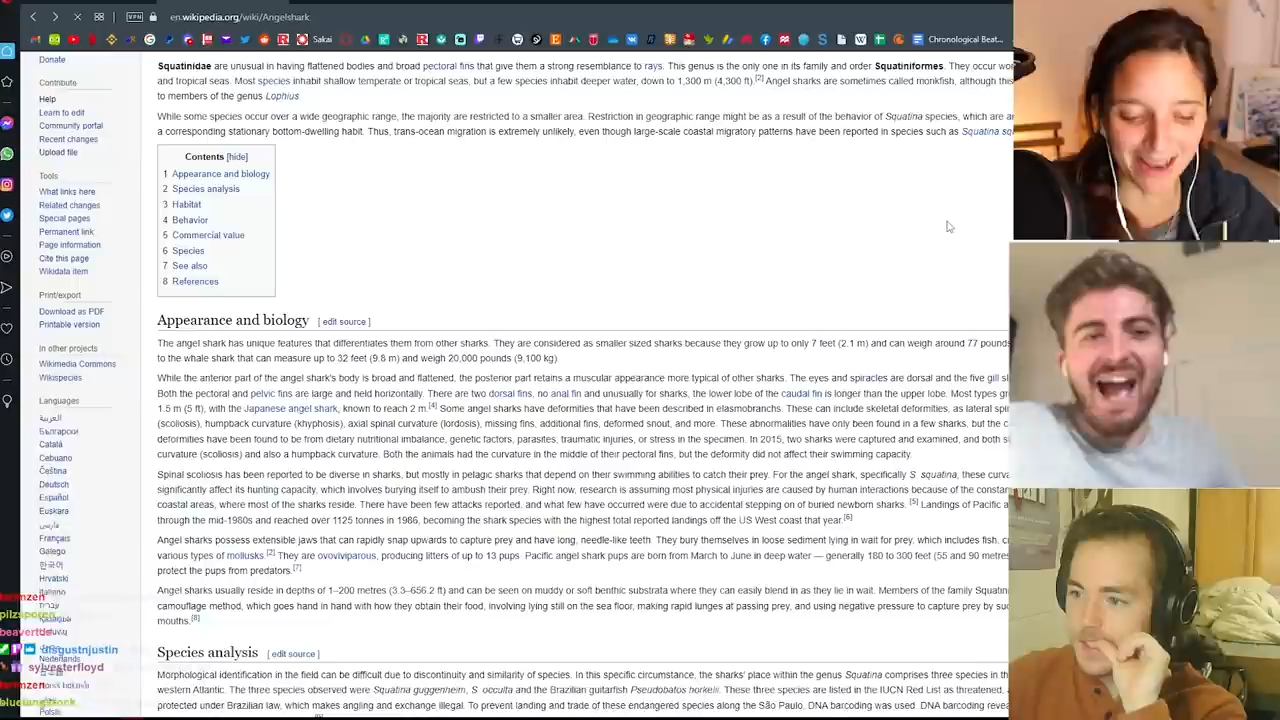 VPN en.wikipedia.org/wiki/Angelshark
Sakai
Chronological Beat...
Donate
Contribute
Help
Learn to edit
Community portal
Recent changes
Upload file
Tools
What links here
Related changes
Special pages
Permanent link
Page information
Cite this page
Wikidata item
Print/export
Download as PDF
Printable version
In other projects
Wikimedia Commons
Wikispecies
Languages
العربية
Български
Català
Cebuano
Čeština
Deutsch
Español
Euskara
فارسی
Français
Galego
한국어
Hrvatski
Italiano
עברית
Nederlands
日本語
Norsk bokmål
Polski
tarimzen
pilzsporen
beavertus
disgustnjustin
sylvesterfloyd
tarimzen
Squatinidae are unusual in having flattened bodies and broad pectoral fins that give them a strong resemblance to rays. This genus is the only one in its family and order Squatiniformes. They occur wo
and tropical seas. Most species inhabit shallow temperate or tropical seas, but a few species inhabit deeper water, down to 1,300 m (4,300 ft).[2] Angel sharks are sometimes called monkfish, although this
to members of the genus Lophius.
While some species occur over a wide geographic range, the majority are restricted to a smaller area. Restriction in geographic range might be as a result of the behavior of Squatina species, which are an
a corresponding stationary bottom-dwelling habit. Thus, trans-ocean migration is extremely unlikely, even though large-scale coastal migratory patterns have been reported in species such as Squatina sq
Contents [hide]
1 Appearance and biology
2 Species analysis
3 Habitat
4 Behavior
5 Commercial value
6 Species
7 See also
8 References
Appearance and biology [ edit source ]
The angel shark has unique features that differentiates them from other sharks. They are considered as smaller sized sharks because they grow up to only 7 feet (2.1 m) and can weigh around 77 pounds
to the whale shark that can measure up to 32 feet (9.8 m) and weigh 20,000 pounds (9,100 kg)
While the anterior part of the angel shark's body is broad and flattened, the posterior part retains a muscular appearance more typical of other sharks. The eyes and spiracles are dorsal and the five gill sl
Both the pectoral and pelvic fins are large and held horizontally. There are two dorsal fins, no anal fin and unusually for sharks, the lower lobe of the caudal fin is longer than the upper lobe. Most types gr
1.5 m (5 ft), with the Japanese angel shark, known to reach 2 m.[4] Some angel sharks have deformities that have been described in elasmobranchs. These can include skeletal deformities, as lateral spin
(scoliosis), humpback curvature (khyphosis), axial spinal curvature (lordosis), missing fins, additional fins, deformed snout, and more. These abnormalities have only been found in a few sharks, but the c
deformities have been found to be from dietary nutritional imbalance, genetic factors, parasites, traumatic injuries, or stress in the specimen. In 2015, two sharks were captured and examined, and both s
curvature (scoliosis) and also a humpback curvature. Both the animals had the curvature in the middle of their pectoral fins, but the deformity did not affect their swimming capacity.
Spinal scoliosis has been reported to be diverse in sharks, but mostly in pelagic sharks that depend on their swimming abilities to catch their prey. For the angel shark, specifically S. squatina, these curva
significantly affect its hunting capacity, which involves burying itself to ambush their prey. Right now, research is assuming most physical injuries are caused by human interactions because of the constan
coastal areas, where most of the sharks reside. There have been few attacks reported. and what few have occurred were due to accidental stepping on of buried newborn sharks. [5] Landings of Pacific a
through the mid-1980s and reached over 1125 tonnes in 1986, becoming the shark species with the highest total reported landings off the US West coast that year.[6]
Angel sharks possess extensible jaws that can rapidly snap upwards to capture prey and have long, needle-like teeth. They bury themselves in loose sediment lying in wait for prey, which includes fish, c
various types of mollusks.[2] They are ovoviviparous, producing litters of up to 13 pups. Pacific angel shark pups are born from March to June in deep water — generally 180 to 300 feet (55 and 90 metres
protect the pups from predators.[7]
Angel sharks usually reside in depths of 1–200 metres (3.3–656.2 ft) and can be seen on muddy or soft benthic substrata where they can easily blend in as they lie in wait. Members of the family Squatin
camouflage method, which goes hand in hand with how they obtain their food, involving lying still on the sea floor, making rapid lunges at passing prey, and using negative pressure to capture prey by suc
mouths.[8]
Species analysis [ edit source ]
Morphological identification in the field can be difficult due to discontinuity and similarity of species. In this specific circumstance, the sharks' place within the genus Squatina comprises three species in th
western Atlantic. The three species observed were Squatina guggenheim, S. occulta and the Brazilian guitarfish Pseudobatos horkelii. These three species are listed in the IUCN Red List as threatened,
protected under Brazilian law, which makes angling and exchange illegal. To prevent landing and trade of these endangered species along the São Paulo, DNA barcoding was used. DNA barcoding revea